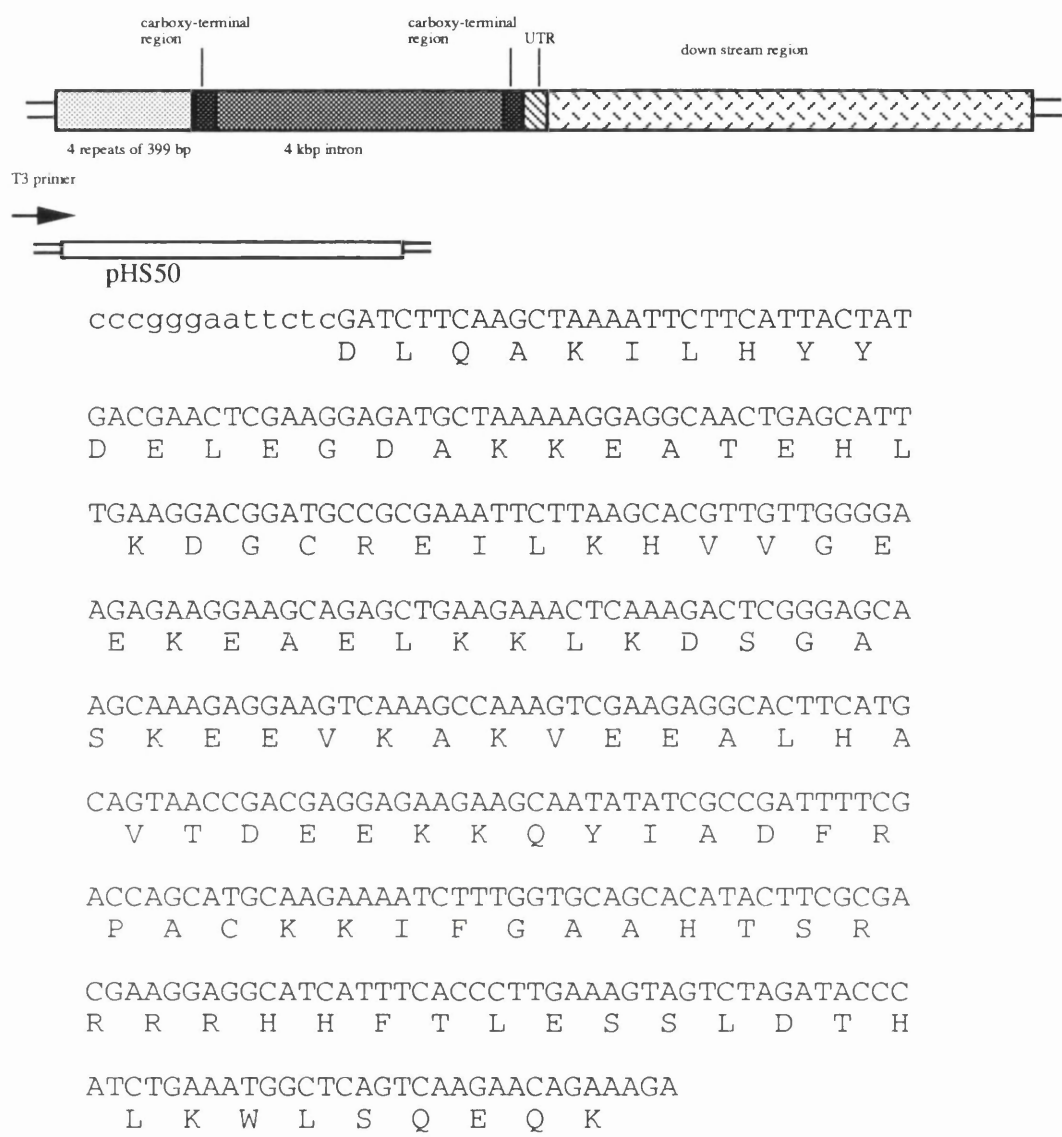 carboxy-terminal region
carboxy-terminal region
UTR
down stream region
4 repeats of 399 bp
4 kbp intron
T3 primer
pHS50
cccgggaattctcGATCTTCAAGCTAAAATTCTTCATTACTAT
D L Q A K I L H Y Y
GACGAACTCGAAGGAGATGCTAAAAAGGAGGCAACTGAGCATT
D E L E G D A K K E A T E H L
TGAAGGACGGATGCCGCGAAATTCTTAAGCACGTTGTTGGGGA
K D G C R E I L K H V V G E
AGAGAAGGAAGCAGAGCTGAAGAAACTCAAAGACTCGGGAGCA
E K E A E L K K L K D S G A
AGCAAAGAGGAAGTCAAAGCCAAAGTCGAAGAGGCACTTCATG
S K E E V K A K V E E A L H A
CAGTAACCGACGAGGAGAAGAAGCAATATATCGCCGATTTTCG
V T D E E K K Q Y I A D F R
ACCAGCATGCAAGAAAATCTTTGGTGCAGCACATACTTCGCGA
P A C K K I F G A A H T S R
CGAAGGAGGCATCATTTCACCCTTGAAAGTAGTCTAGATACCC
R R R H H F T L E S S L D T H
ATCTGAAATGGCTCAGTCAAGAACAGAAAGA
L K W L S Q E Q K